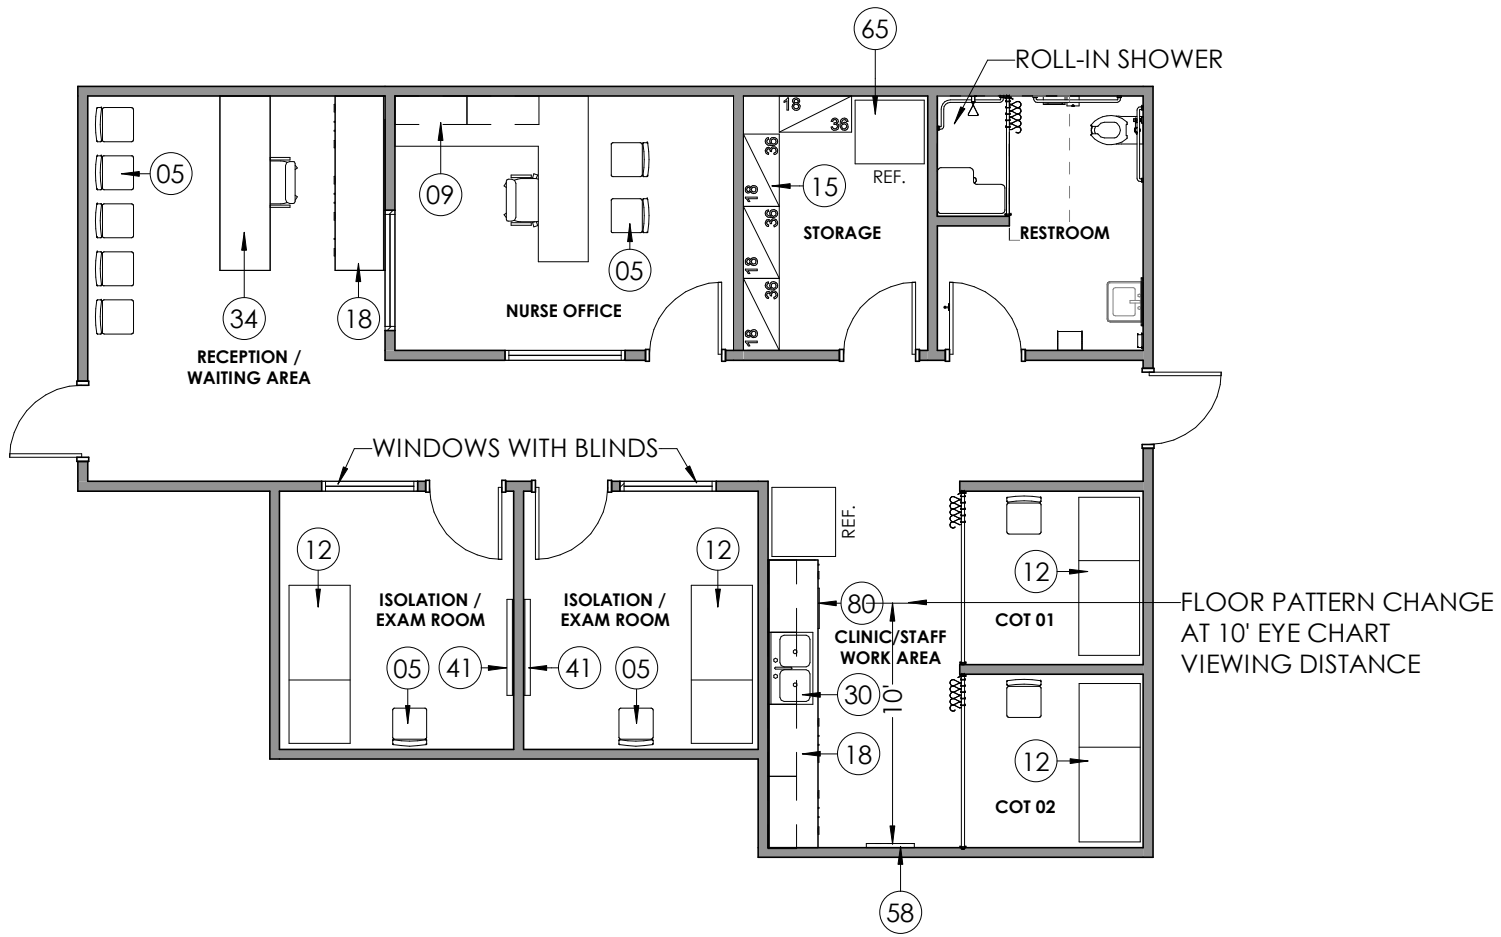 65
ROLL-IN SHOWER
18
36
REF.
36
18
15
36
18
36
18
STORAGE
RESTROOM
05
09
05
NURSE OFFICE
34
18
RECEPTION /
WAITING AREA
WINDOWS WITH BLINDS
REF.
12
12
ISOLATION /
EXAM ROOM
ISOLATION /
EXAM ROOM
41
41
05
05
80
CLINIC/STAFF
WORK AREA
30
10'
18
58
12
COT 01
12
COT 02
FLOOR PATTERN CHANGE
AT 10' EYE CHART
VIEWING DISTANCE